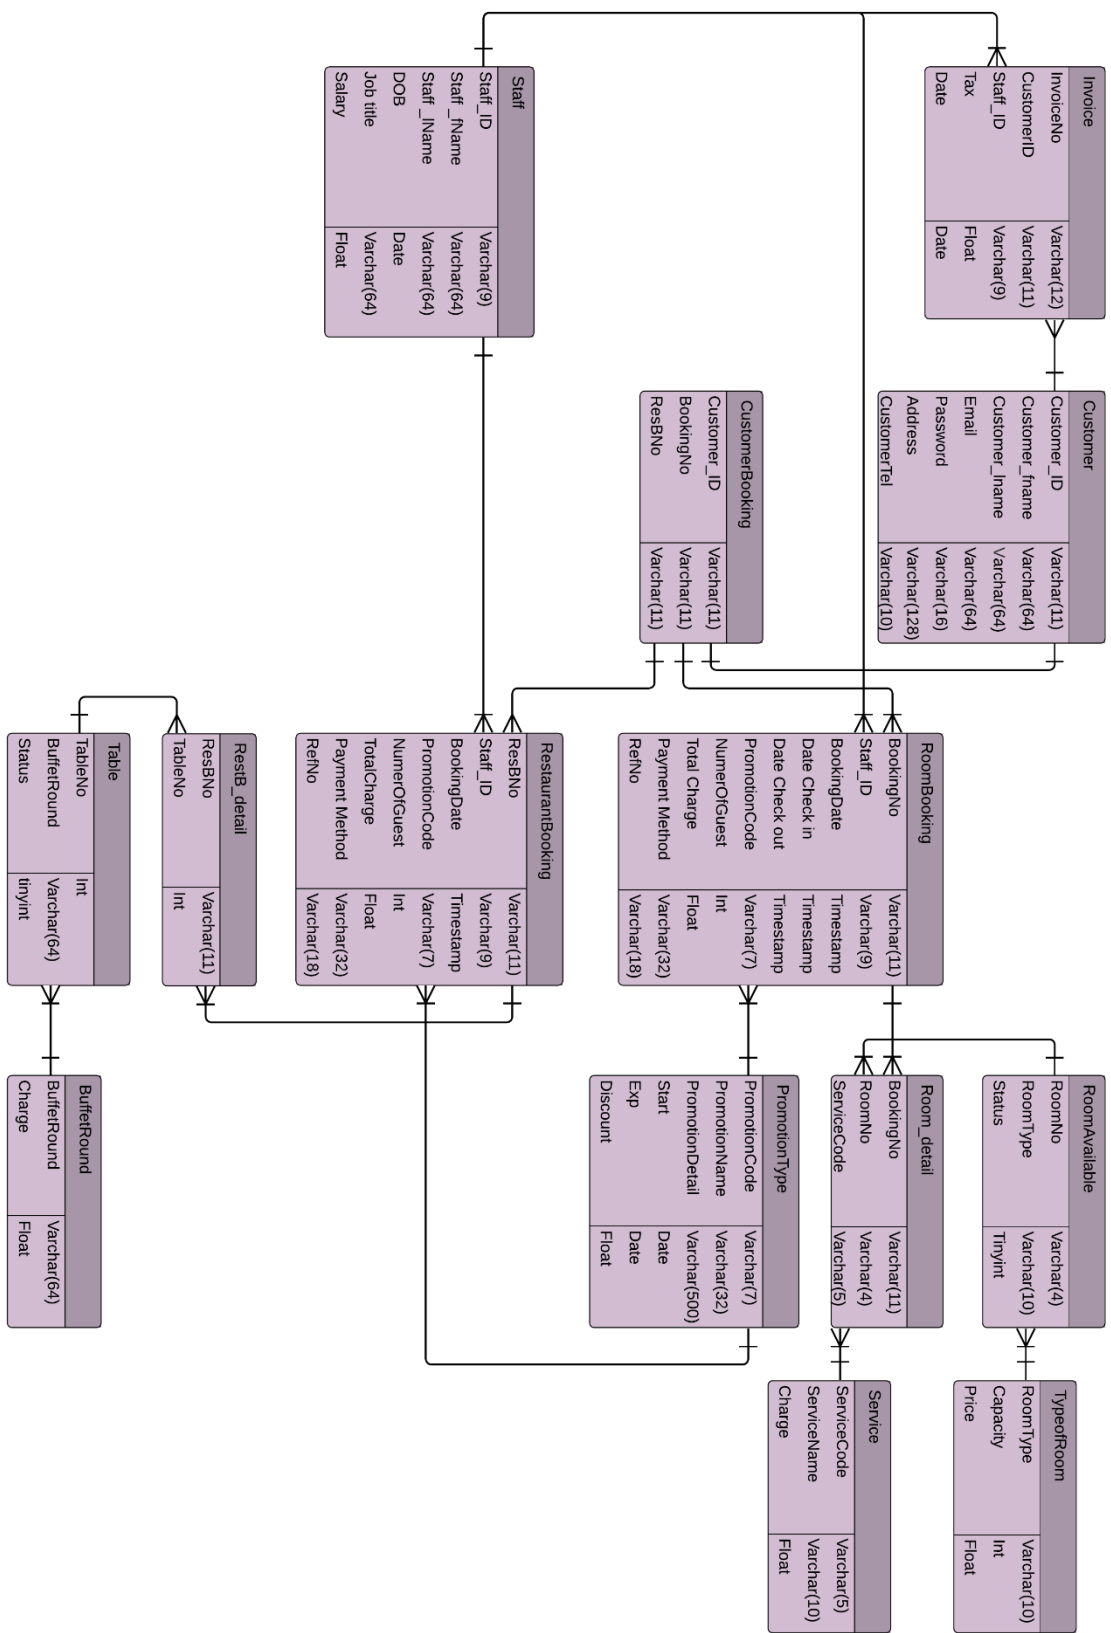 Invoice
InvoiceNo Varchar(12)
CustomerID Varchar(11)
Staff_ID Varchar(9)
Tax Float
Date Date
Customer
Customer_ID Varchar(11)
Customer_fname Varchar(64)
Customer_lname Varchar(64)
Email Varchar(64)
Password Varchar(16)
Address Varchar(128)
CustomerTel Varchar(10)
RoomAvailable
RoomNo Varchar(4)
RoomType Varchar(10)
Status Tinyint
TypeofRoom
RoomType Varchar(10)
Capacity Int
Price Float
RoomBooking
BookingNo Varchar(11)
Staff_ID Varchar(9)
BookingDate Timestamp
Date Check in Timestamp
Date Check out Timestamp
PromotionCode Varchar(7)
NumerOfGuest Int
Total Charge Float
Payment Method Varchar(32)
RefNo Varchar(18)
Room_detail
BookingNo Varchar(11)
RoomNo Varchar(4)
ServiceCode Varchar(5)
Service
ServiceCode Varchar(5)
ServiceName Varchar(10)
Charge Float
CustomerBooking
Customer_ID Varchar(11)
BookingNo Varchar(11)
ResBNo Varchar(11)
PromotionType
PromotionCode Varchar(7)
PromotionName Varchar(32)
PromotionDetail Varchar(500)
Start Date
Exp Date
Discount Float
Staff
Staff_ID Varchar(9)
Staff _fName Varchar(64)
Staff _lName Varchar(64)
DOB Date
Job title Varchar(64)
Salary Float
RestaurantBooking
ResBNo Varchar(11)
Staff_ID Varchar(9)
BookingDate Timestamp
PromotionCode Varchar(7)
NumerOfGuest Int
TotalCharge Float
Payment Method Varchar(32)
RefNo Varchar(18)
RestB_detail
ResBNo Varchar(11)
TableNo Int
Table
TableNo Int
BuffetRound Varchar(64)
Status tinyint
BuffetRound
BuffetRound Varchar(64)
Charge Float